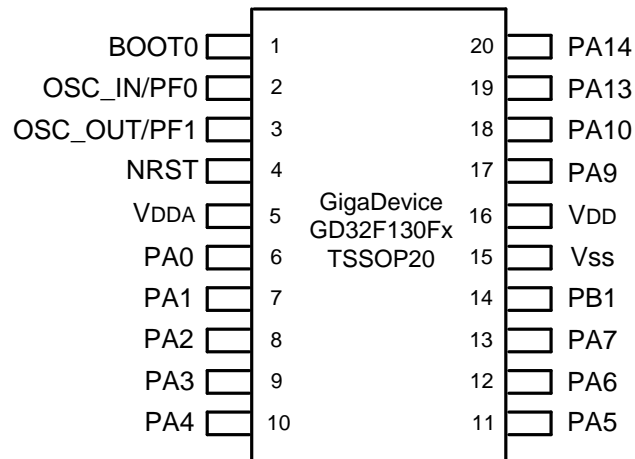 BOOT0 1 20 PA14
OSC_IN/PF0 2 19 PA13
OSC_OUT/PF1 3 18 PA10
NRST 4 17 PA9
VDDA 5 16 VDD
PA0 6 15 Vss
PA1 7 14 PB1
PA2 8 13 PA7
PA3 9 12 PA6
PA4 10 11 PA5
GigaDevice
GD32F130Fx
TSSOP20